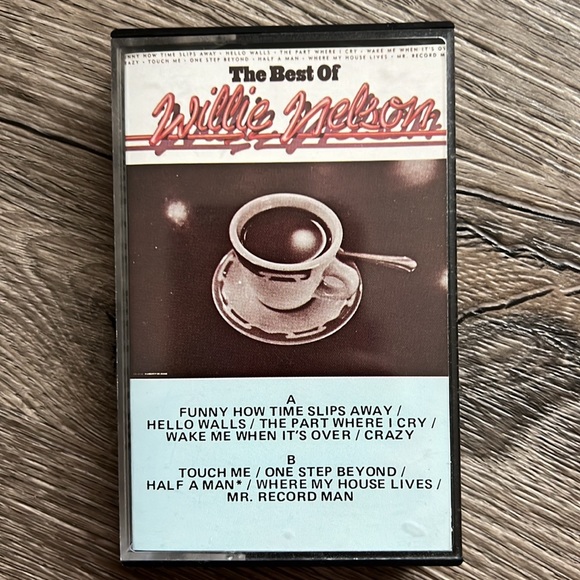 FUNNY HOW TIME SLIPS AWAY • HELLO WALLS • THE PART WHERE I CRY • WAKE ME WHEN IT'S
TOUCH ME • ONE STEP BEYOND • HALF A MAN • WHERE MY HOUSE LIVES • MR. RECORD
The Best Of
Willie Nelson
A
FUNNY HOW TIME SLIPS AWAY /
HELLO WALLS / THE PART WHERE I CRY /
WAKE ME WHEN IT'S OVER / CRAZY
B
TOUCH ME / ONE STEP BEYOND /
HALF A MAN* / WHERE MY HOUSE LIVES /
MR. RECORD MAN